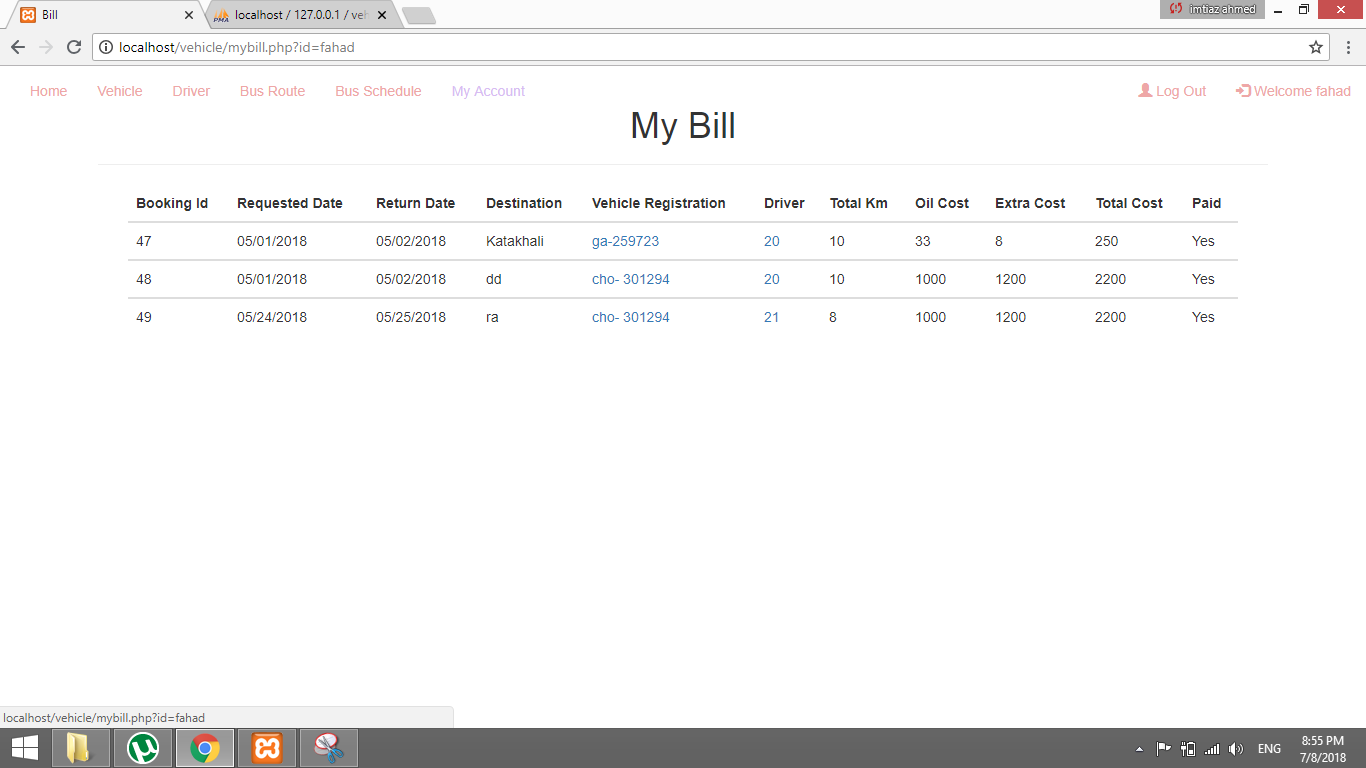 Bill
localhost / 127.0.0.1 / veh
imtiaz ahmed
localhost/vehicle/mybill.php?id=fahad
Home Vehicle Driver Bus Route Bus Schedule My Account Log Out Welcome fahad
My Bill
Booking Id Requested Date Return Date Destination Vehicle Registration Driver Total Km Oil Cost Extra Cost Total Cost Paid
47 05/01/2018 05/02/2018 Katakhali ga-259723 20 10 33 8 250 Yes
48 05/01/2018 05/02/2018 dd cho- 301294 20 10 1000 1200 2200 Yes
49 05/24/2018 05/25/2018 ra cho- 301294 21 8 1000 1200 2200 Yes
localhost/vehicle/mybill.php?id=fahad
ENG
8:55 PM
7/8/2018